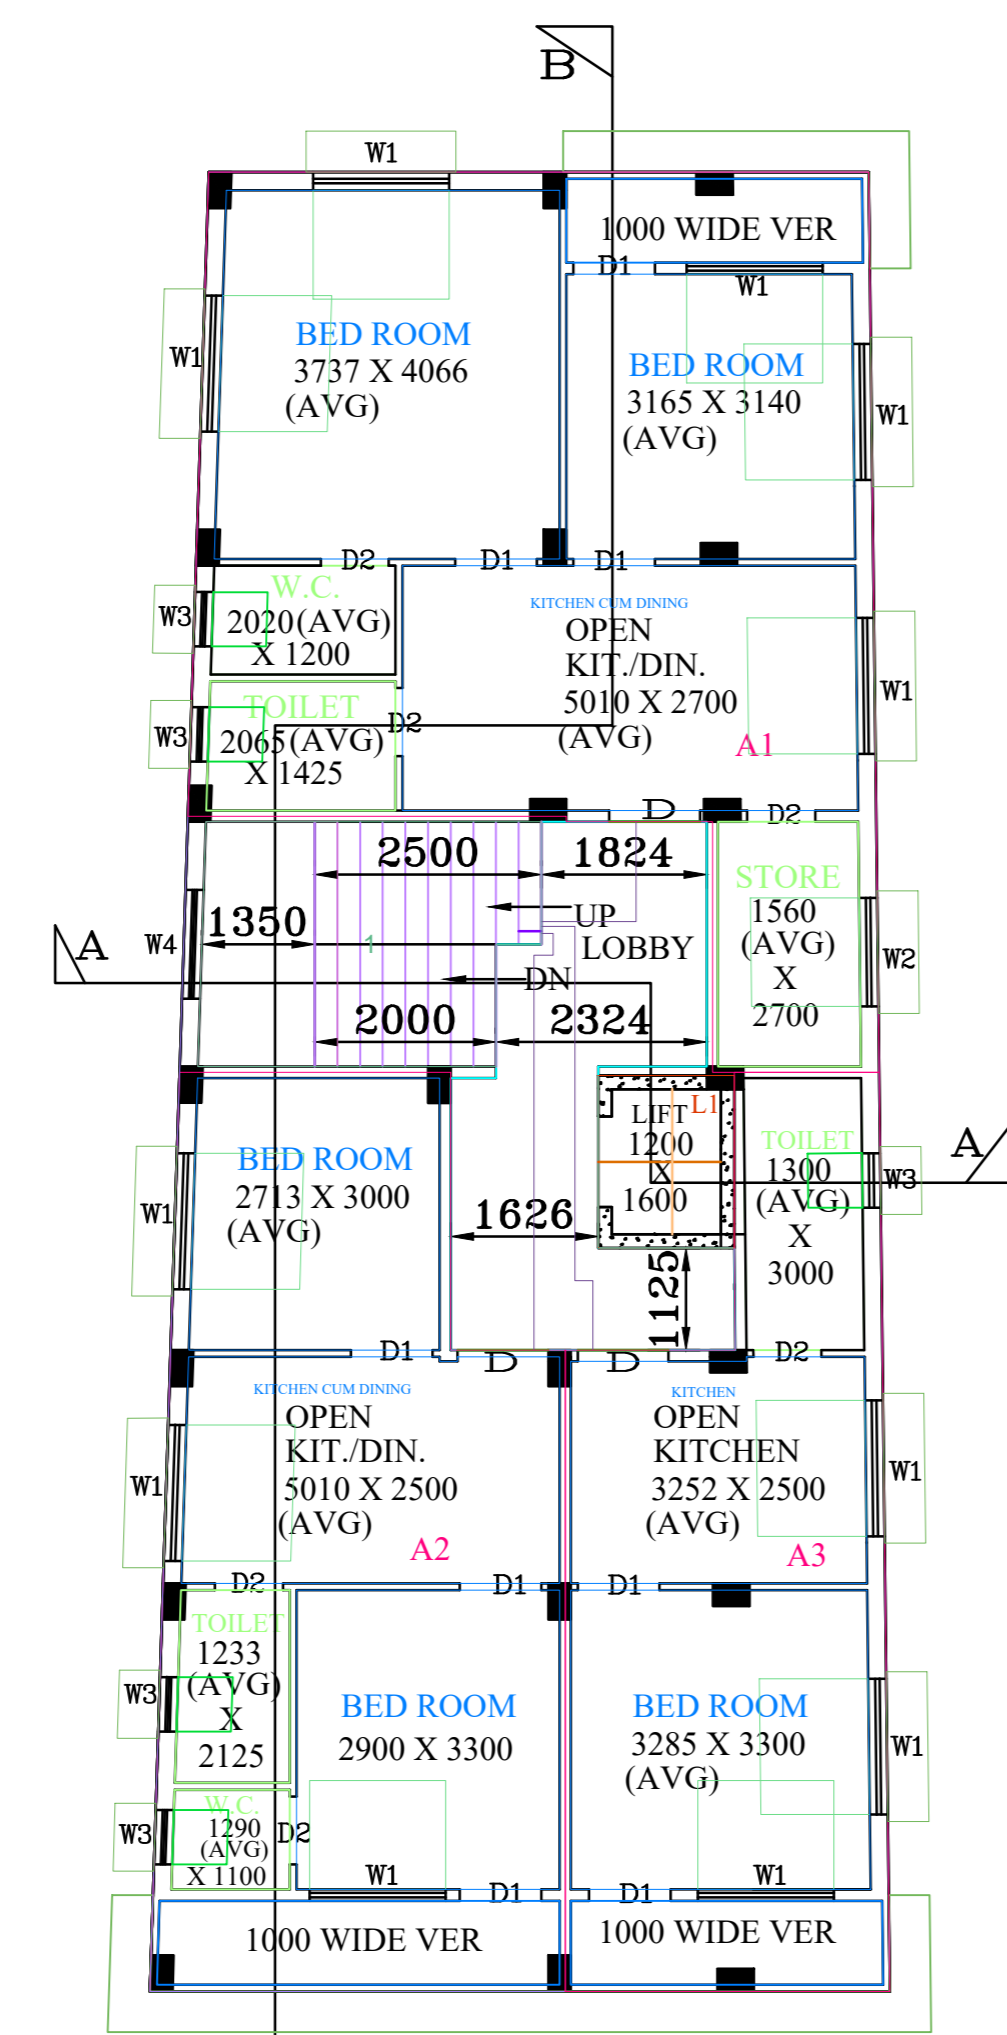 B
W1
1000 WIDE VER
D1
W1
BED ROOM
3737 X 4066
(AVG)
W1
BED ROOM
3165 X 3140
(AVG)
W1
D2
D1
D1
W.C.
2020(AVG)
X 1200
W3
KITCHEN CUM DINING
OPEN
KIT./DIN.
5010 X 2700
(AVG)
A1
W1
TOILET
2065(AVG)
X 1425
W3
D2
D
D2
2500
1824
1350
UP
LOBBY
1
DN
2000
2324
W4
A
STORE
1560
(AVG)
X
2700
W2
LIFT
L1
1200
X
1600
TOILET
1300
(AVG)
X
3000
W3
A
BED ROOM
2713 X 3000
(AVG)
W1
1626
1125
D1
D
D
D2
KITCHEN CUM DINING
OPEN
KIT./DIN.
5010 X 2500
(AVG)
A2
W1
KITCHEN
OPEN
KITCHEN
3252 X 2500
(AVG)
A3
W1
D2
D1
D1
TOILET
1233
(AVG)
X
2125
W3
BED ROOM
2900 X 3300
BED ROOM
3285 X 3300
(AVG)
W1
W.C.
1290
(AVG)
X 1100
W3
D2
W1
D1
D1
W1
1000 WIDE VER
1000 WIDE VER